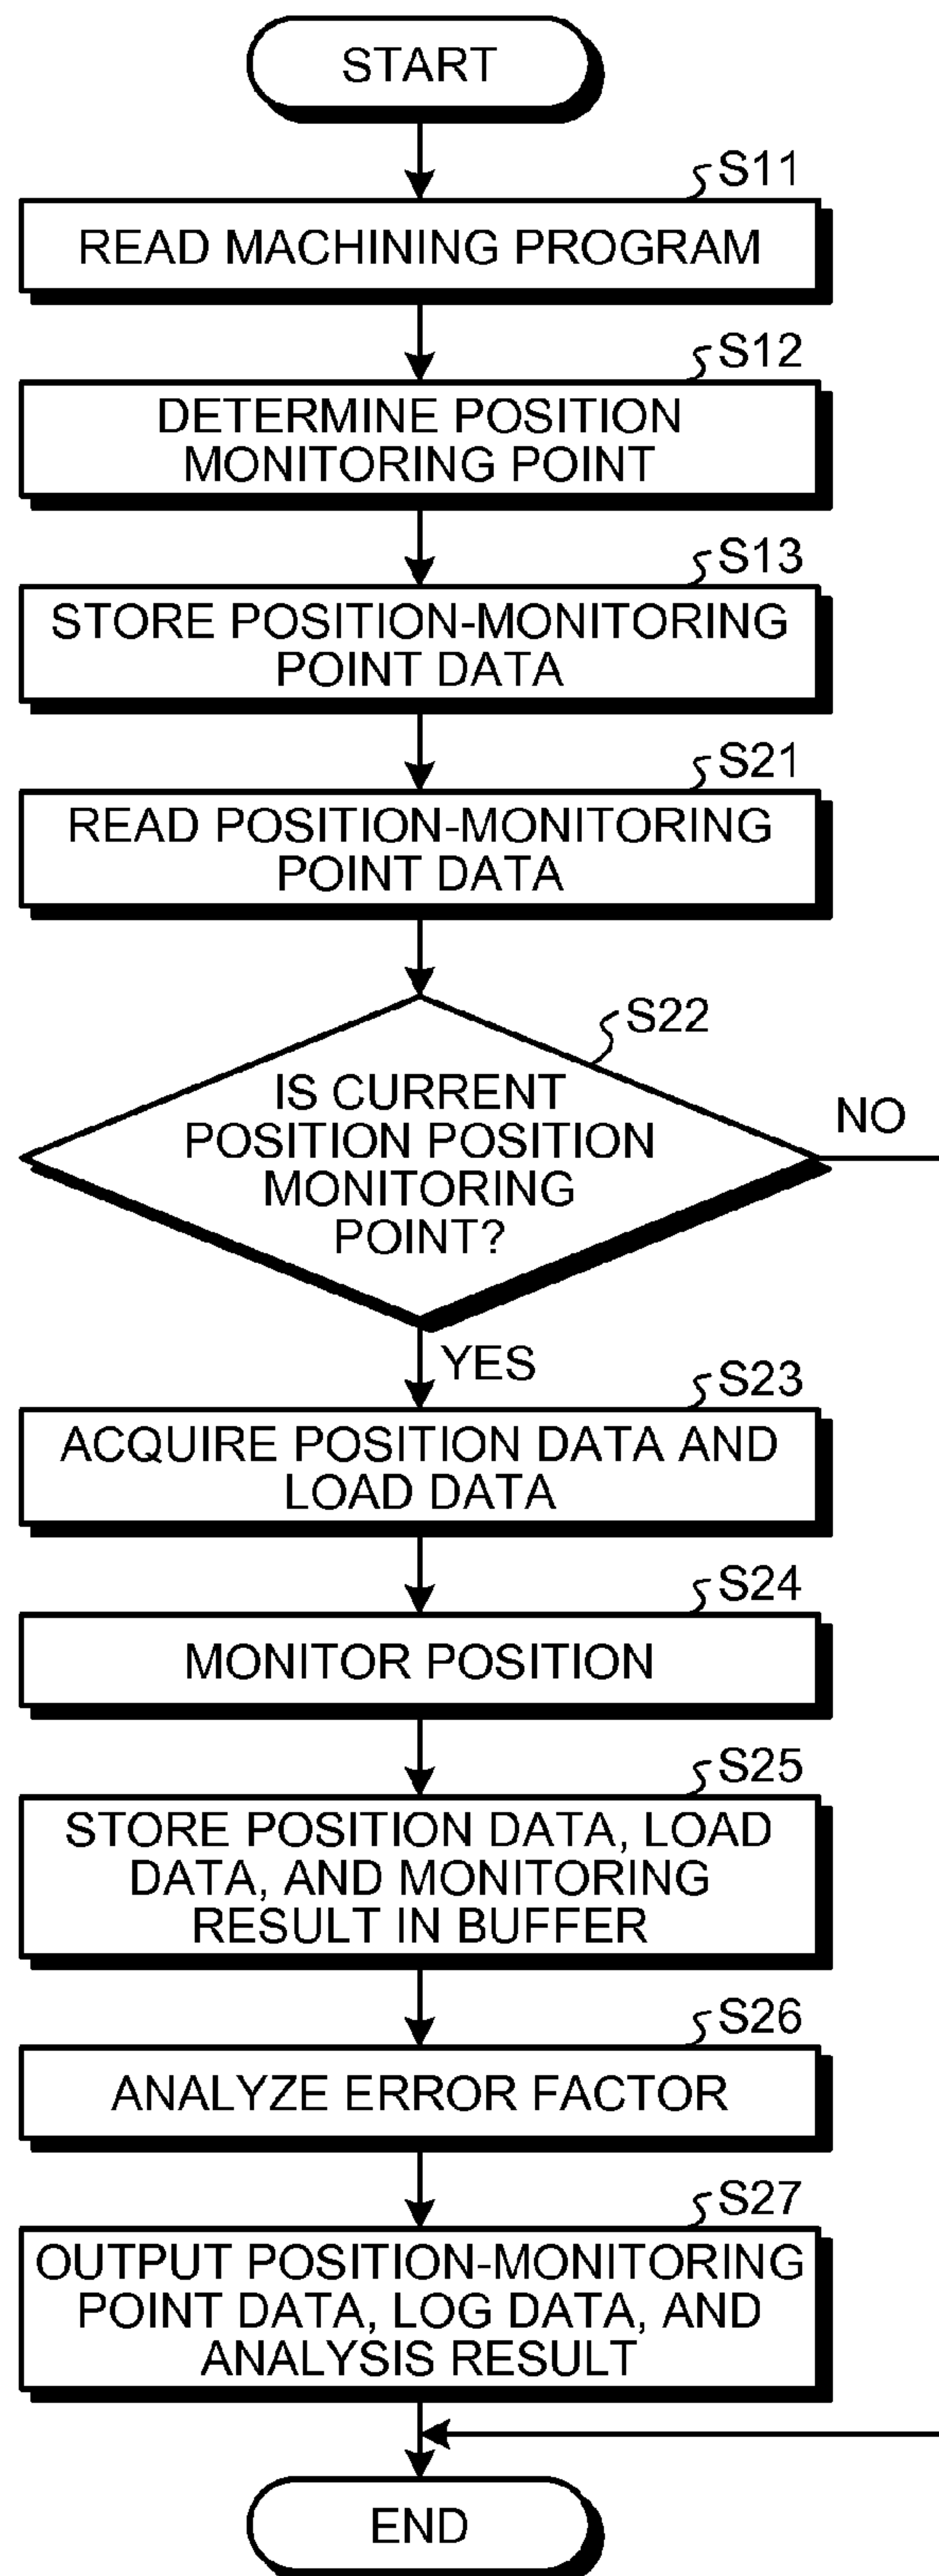 START
S11
READ MACHINING PROGRAM
S12
DETERMINE POSITION
MONITORING POINT
S13
STORE POSITION-MONITORING
POINT DATA
S21
READ POSITION-MONITORING
POINT DATA
S22
IS CURRENT
POSITION POSITION
MONITORING
POINT?
NO
YES
S23
ACQUIRE POSITION DATA AND
LOAD DATA
S24
MONITOR POSITION
S25
STORE POSITION DATA, LOAD
DATA, AND MONITORING
RESULT IN BUFFER
S26
ANALYZE ERROR FACTOR
S27
OUTPUT POSITION-MONITORING
POINT DATA, LOG DATA, AND
ANALYSIS RESULT
END